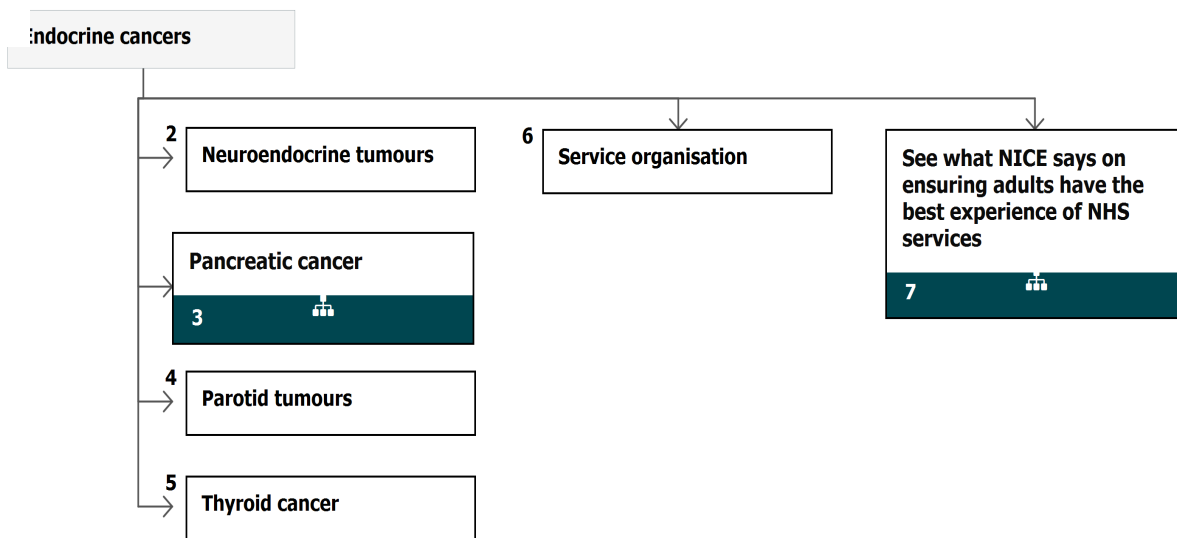 Endocrine cancers
2
Neuroendocrine tumours
Pancreatic cancer
3
4
Parotid tumours
5
Thyroid cancer
6
Service organisation
See what NICE says on
ensuring adults have the
best experience of NHS
services
7